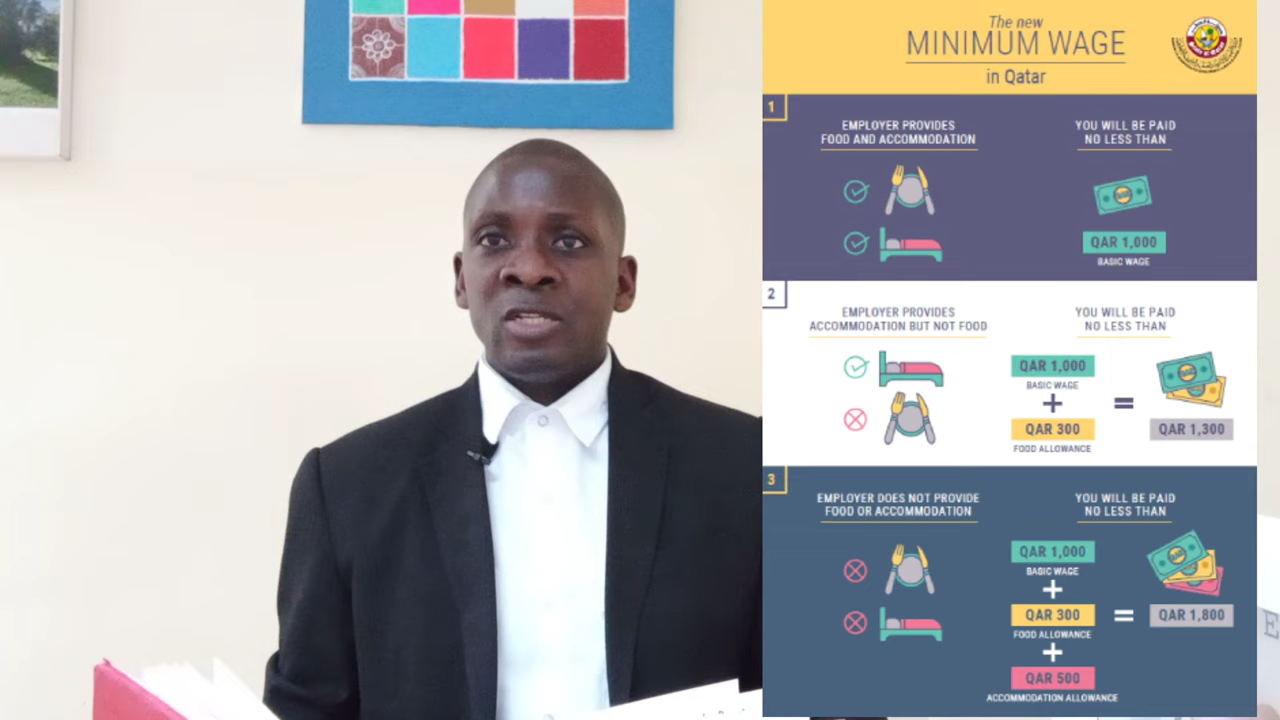 The new
MINIMUM WAGE
in Qatar
1
EMPLOYER PROVIDES
FOOD AND ACCOMMODATION
YOU WILL BE PAID
NO LESS THAN
QAR 1,000
BASIC WAGE
2
EMPLOYER PROVIDES
ACCOMMODATION BUT NOT FOOD
YOU WILL BE PAID
NO LESS THAN
QAR 1,000
BASIC WAGE
+
QAR 300
FOOD ALLOWANCE
=
QAR 1,300
3
EMPLOYER DOES NOT PROVIDE
FOOD OR ACCOMMODATION
YOU WILL BE PAID
NO LESS THAN
QAR 1,000
BASIC WAGE
+
QAR 300
FOOD ALLOWANCE
+
QAR 500
ACCOMMODATION ALLOWANCE
=
QAR 1,800